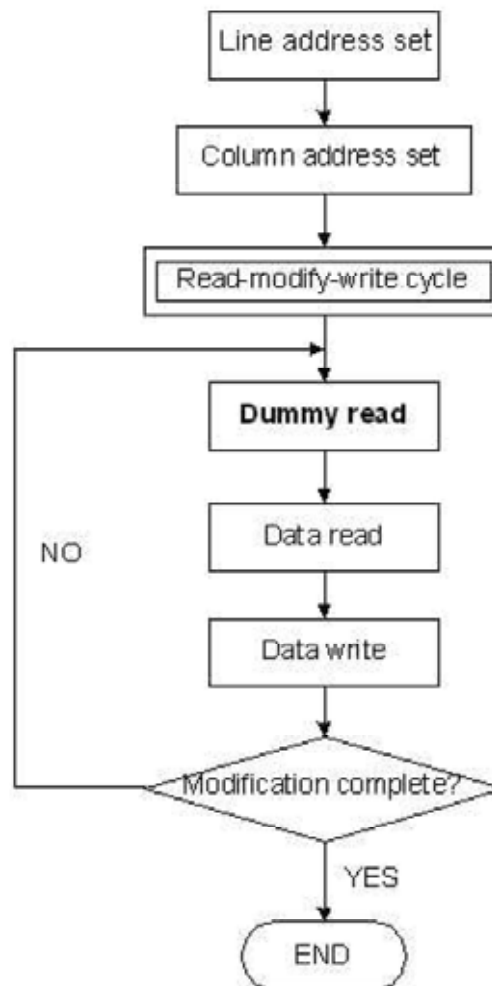 Line address set
Column address set
Read-modify-write cycle
Dummy read
Data read
NO
Data write
Modification complete?
YES
END